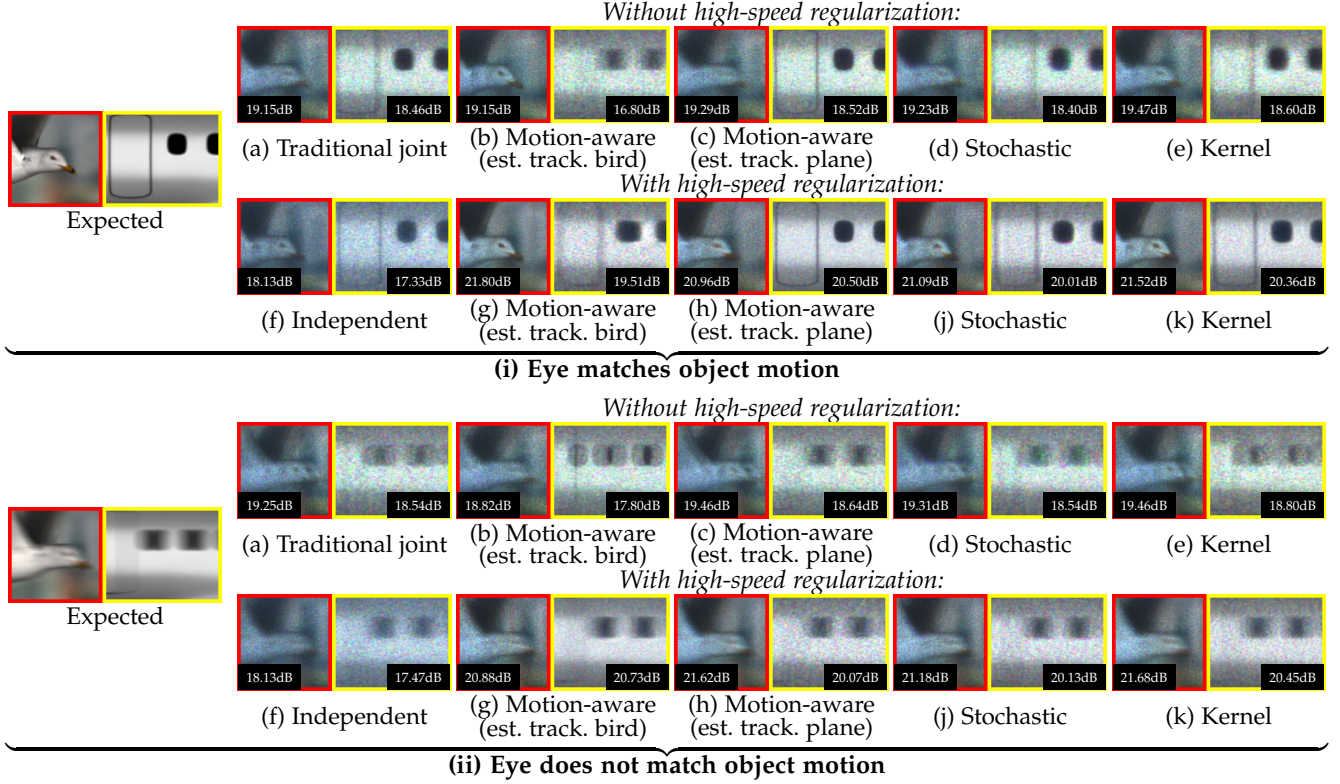 Without high-speed regularization:
19.15dB 18.46dB 19.15dB 16.80dB 19.29dB 18.52dB 19.23dB 18.40dB 19.47dB 18.60dB
(a) Traditional joint (b) Motion-aware (est. track. bird) (c) Motion-aware (est. track. plane) (d) Stochastic (e) Kernel
Expected
With high-speed regularization:
18.13dB 17.33dB 21.80dB 19.51dB 20.96dB 20.50dB 21.09dB 20.01dB 21.52dB 20.36dB
(f) Independent (g) Motion-aware (est. track. bird) (h) Motion-aware (est. track. plane) (j) Stochastic (k) Kernel
(i) Eye matches object motion
Without high-speed regularization:
19.25dB 18.54dB 18.82dB 17.80dB 19.46dB 18.64dB 19.31dB 18.54dB 19.46dB 18.80dB
(a) Traditional joint (b) Motion-aware (est. track. bird) (c) Motion-aware (est. track. plane) (d) Stochastic (e) Kernel
Expected
With high-speed regularization:
18.13dB 17.47dB 20.88dB 20.73dB 21.62dB 20.07dB 21.18dB 20.13dB 21.68dB 20.45dB
(f) Independent (g) Motion-aware (est. track. bird) (h) Motion-aware (est. track. plane) (j) Stochastic (k) Kernel
(ii) Eye does not match object motion